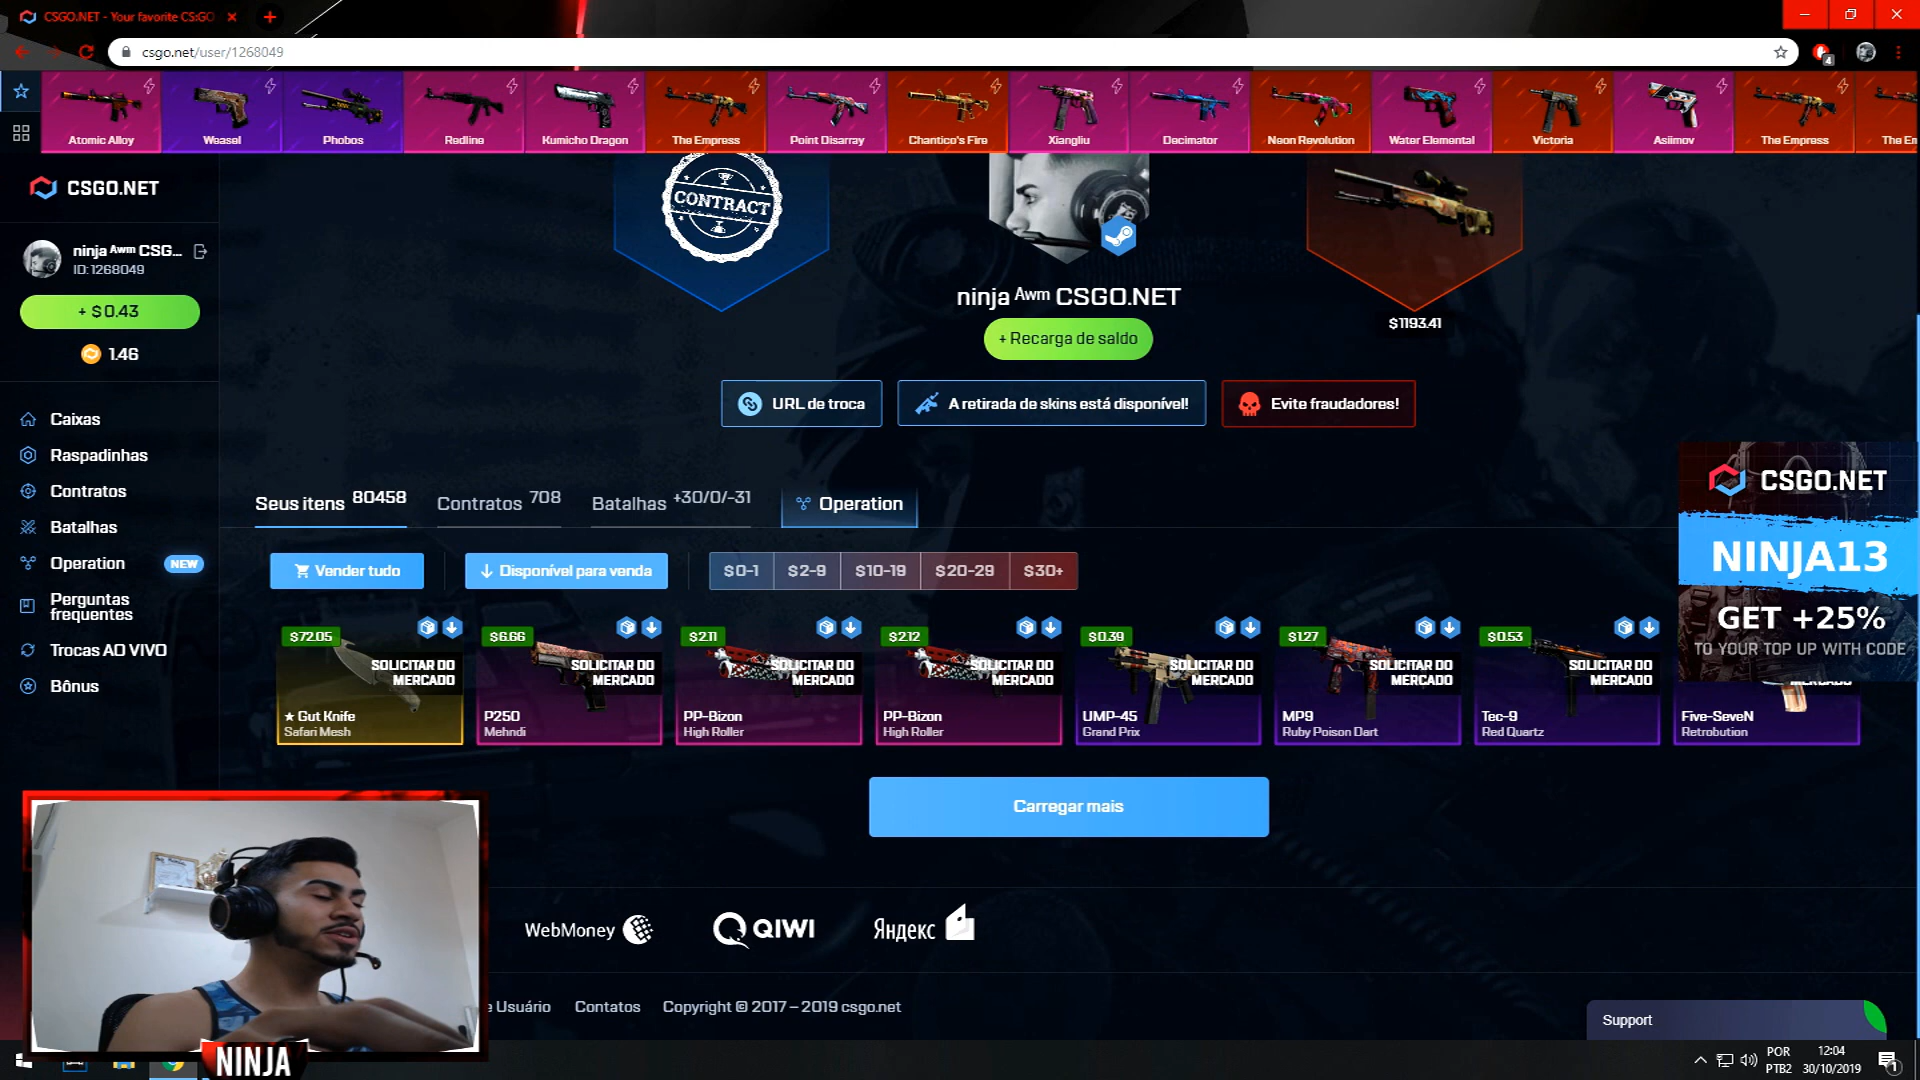 CSGO.NET - Your favorite CS:GO
csgo.net/user/1268049
4
Atomic Alloy
Weasel
Phobos
Redline
Kumicho Dragon
The Empress
Point Disarray
Chantico's Fire
Xiangliu
Decimator
Neon Revolution
Water Elemental
Victoria
Asiimov
The Empress
The Em
CSGO.NET
ninja Awm CSG...
ID: 1268049
+ $0.43
1.46
Caixas
Raspadinhas
Contratos
Batalhas
Operation NEW
Perguntas
frequentes
Trocas AO VIVO
Bônus
CONTRACT
ninja Awm CSGO.NET
+ Recarga de saldo
$1193.41
URL de troca
A retirada de skins está disponível!
Evite fraudadores!
Seus itens 80458
Contratos 708
Batalhas +30/0/-31
Operation
Vender tudo
Disponível para venda
$0-1
$2-9
$10-19
$20-29
$30+
$72.05
SOLICITAR DO
MERCADO
★ Gut Knife
Safari Mesh
$6.66
SOLICITAR DO
MERCADO
P250
Mehndi
$2.11
SOLICITAR DO
MERCADO
PP-Bizon
High Roller
$2.12
SOLICITAR DO
MERCADO
PP-Bizon
High Roller
$0.39
SOLICITAR DO
MERCADO
UMP-45
Grand Prix
$1.27
SOLICITAR DO
MERCADO
MP9
Ruby Poison Dart
$0.53
SOLICITAR DO
MERCADO
Tec-9
Red Quartz
MERCADO
Five-SeveN
Retrobution
CSGO.NET
NINJA13
GET +25%
TO YOUR TOP UP WITH CODE
Carregar mais
WebMoney
QIWI
Яндекс
e Usuário
Contatos
Copyright © 2017 – 2019 csgo.net
Support
NINJA
POR
PTB2
12:04
30/10/2019
1